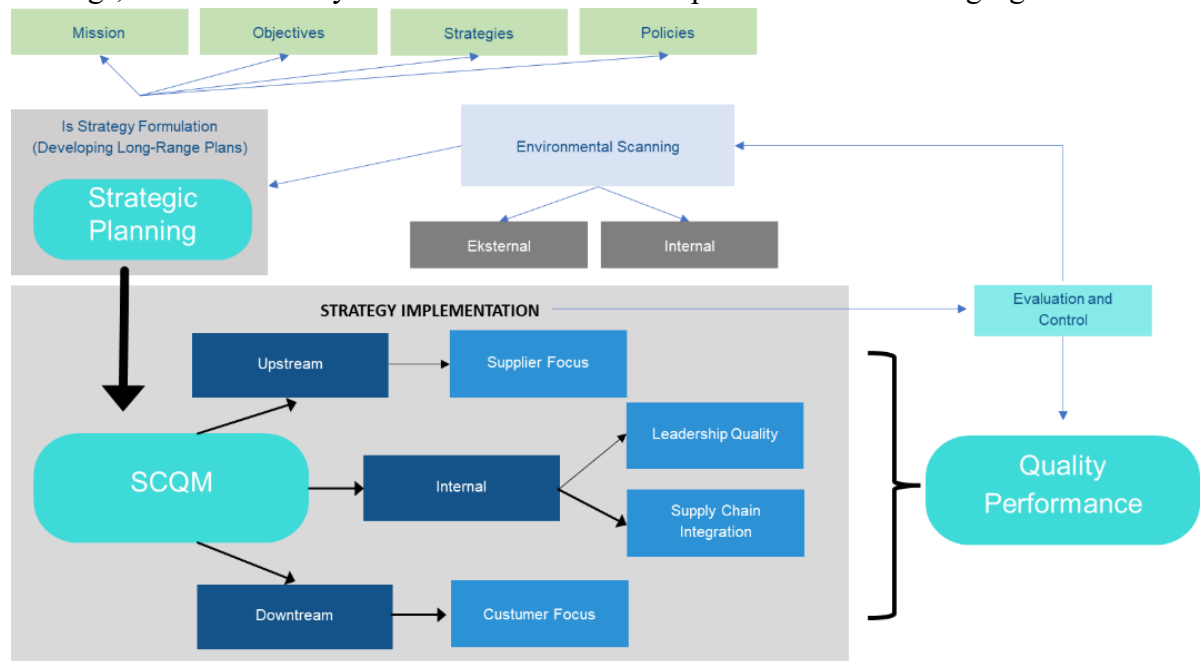 Mission
Objectives
Strategies
Policies
Is Strategy Formulation
(Developing Long-Range Plans)
Strategic
Planning
Environmental Scanning
Eksternal
Internal
STRATEGY IMPLEMENTATION
Evaluation and
Control
Upstream
Supplier Focus
Leadership Quality
SCQM
Internal
Supply Chain
Integration
Quality
Performance
Downtream
Custumer Focus